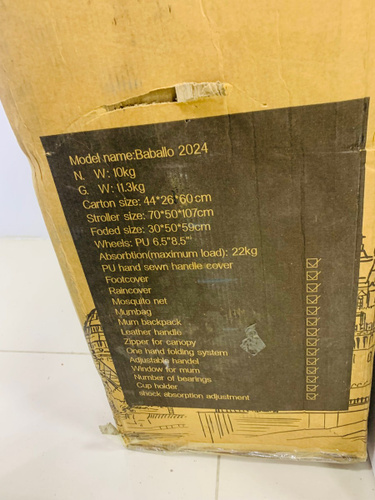 Model name:Baballo 2024
N. W: 10kg
G. W: 11.3kg
Carton size: 44*26*60cm
Stroller size: 70*50*107cm
Foded size: 30*50*59cm
Wheels: PU 6.5"8.5"
Absorbtion(maximum load): 22kg
PU hand sewn handle cover
Footcover
Raincover
Mosquito net
Mumbag
Mum backpack
Leather handle
Zipper for canopy
One hand folding system
Adjustable handel
Window for mum
Number of bearings
Cup holder
shock absorption adjustment